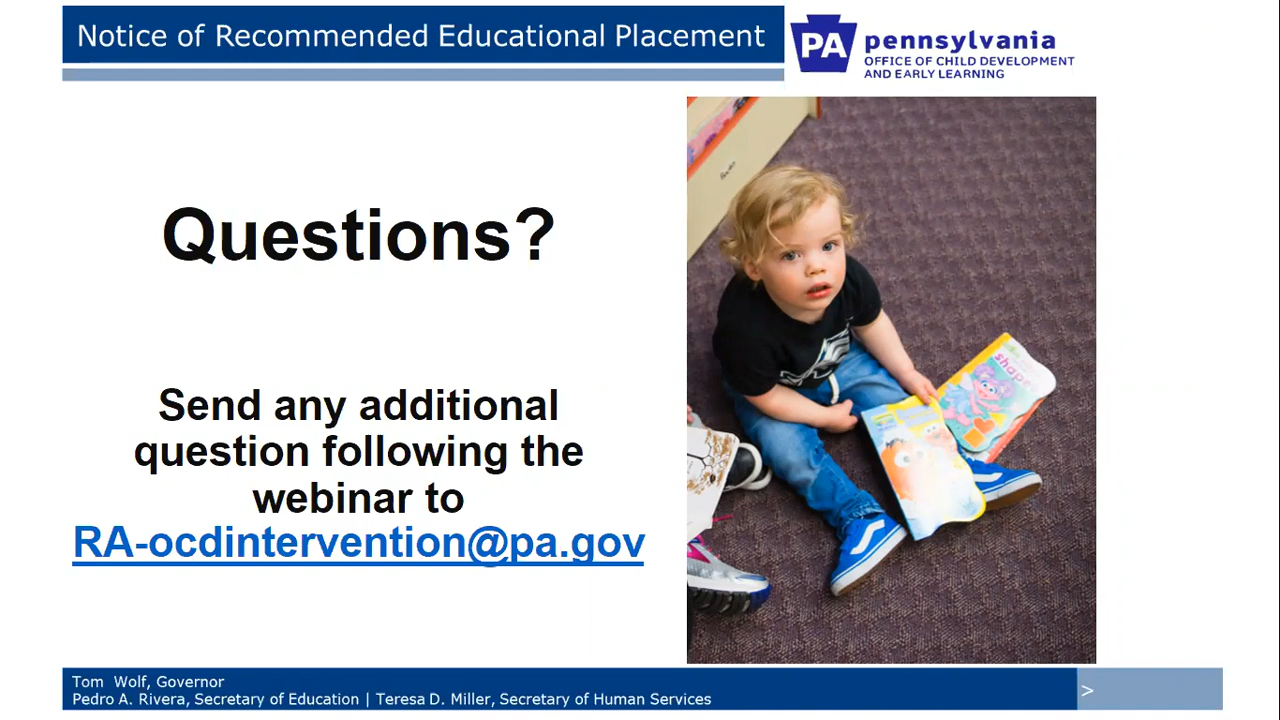 Notice of Recommended Educational Placement
PA
pennsylvania
OFFICE OF CHILD DEVELOPMENT
AND EARLY LEARNING
Questions?
shapes
Send any additional
question following the
webinar to
RA-ocdintervention@pa.gov
Tom Wolf, Governor
Pedro A. Rivera, Secretary of Education | Teresa D. Miller, Secretary of Human Services
>